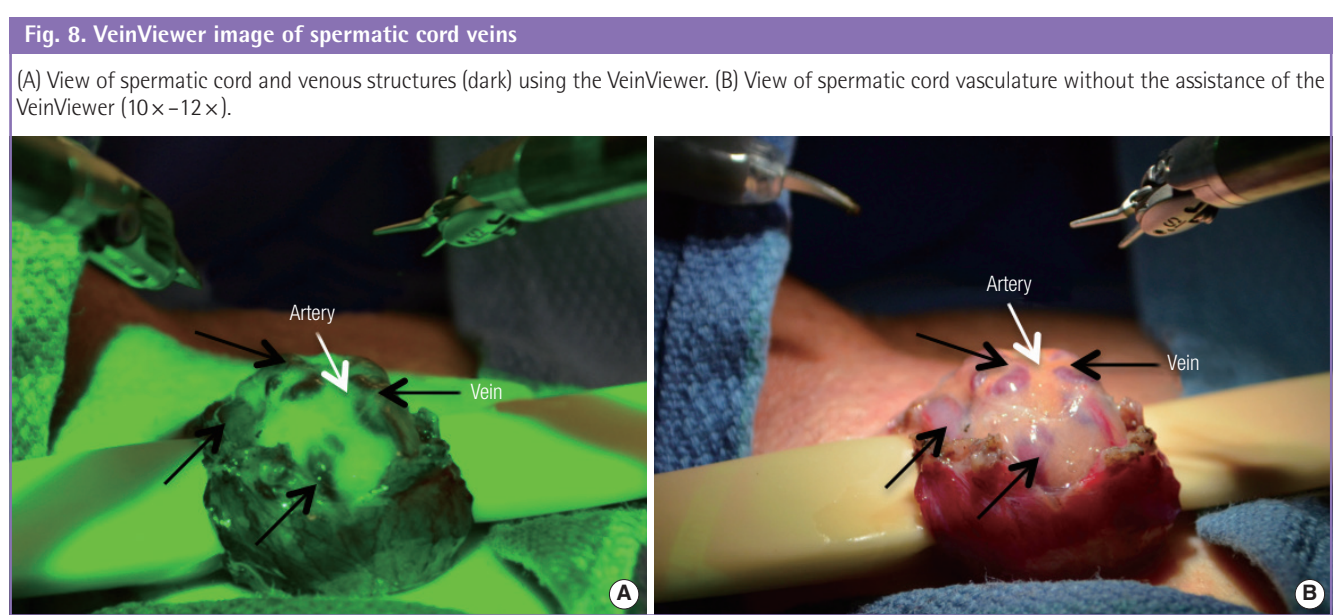 Fig. 8. VeinViewer image of spermatic cord veins
(A) View of spermatic cord and venous structures (dark) using the VeinViewer. (B) View of spermatic cord vasculature without the assistance of the
VeinViewer (10×–12×).
Artery
Vein
A
Artery
Vein
B